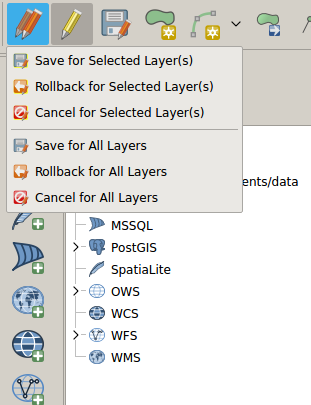 Save for Selected Layer(s)
Rollback for Selected Layer(s)
Cancel for Selected Layer(s)
Save for All Layers
Rollback for All Layers
ents/data
Cancel for All Layers
MSSQL
PostGIS
SpatiaLite
OWS
WCS
WFS
WMS